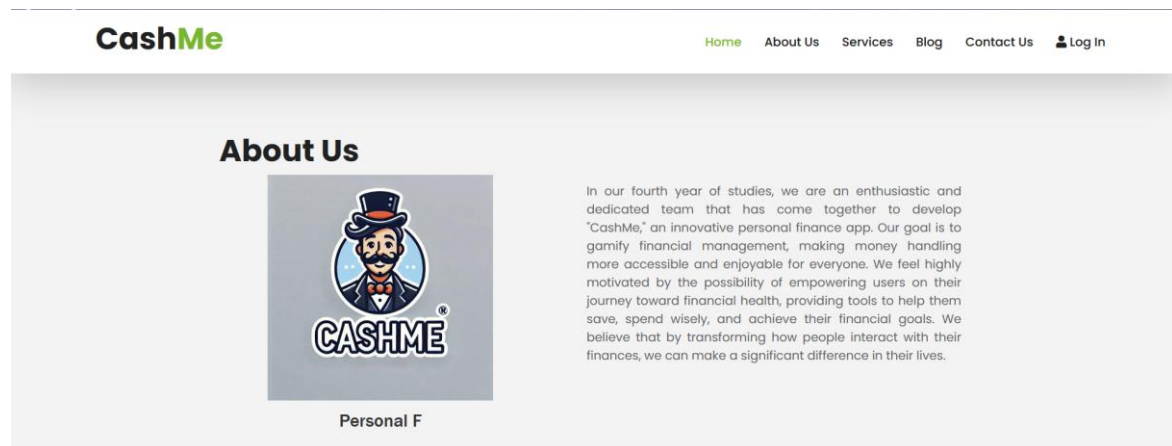 CashMe
Home About Us Services Blog Contact Us Log In
About Us
CASHME®
Personal F
In our fourth year of studies, we are an enthusiastic and
dedicated team that has come together to develop
"CashMe," an innovative personal finance app. Our goal is to
gamify financial management, making money handling
more accessible and enjoyable for everyone. We feel highly
motivated by the possibility of empowering users on their
journey toward financial health, providing tools to help them
save, spend wisely, and achieve their financial goals. We
believe that by transforming how people interact with their
finances, we can make a significant difference in their lives.